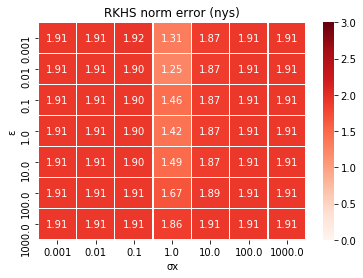 RKHS norm error (nys)
ε
0.001 1.91 1.91 1.92 1.31 1.87 1.91 1.91
0.01 1.91 1.91 1.90 1.25 1.87 1.91 1.91
0.1 1.91 1.91 1.90 1.46 1.87 1.91 1.91
1.0 1.91 1.91 1.90 1.42 1.87 1.91 1.91
10.0 1.91 1.91 1.90 1.49 1.87 1.91 1.91
100.0 1.91 1.91 1.91 1.67 1.89 1.91 1.91
1000.0 1.91 1.91 1.91 1.86 1.91 1.91 1.91
0.001 0.01 0.1 1.0 10.0 100.0 1000.0
σx
3.0
2.5
2.0
1.5
1.0
0.5
0.0